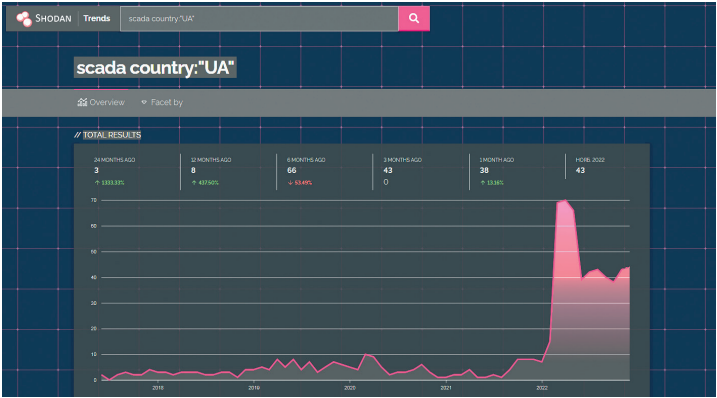 SHODAN Trends scada country:"UA"
scada country:"UA"
Overview Facet by
// TOTAL RESULTS
24 MONTHS AGO 12 MONTHS AGO 6 MONTHS AGO 3 MONTHS AGO 1 MONTH AGO НОЯБ. 2022
3 8 66 43 38 43
↑ 1333.33% ↑ 437.50% ↓ 53.49% 0 ↑ 13.16%
70
60
50
40
30
20
10
0
2018 2019 2020 2021 2022